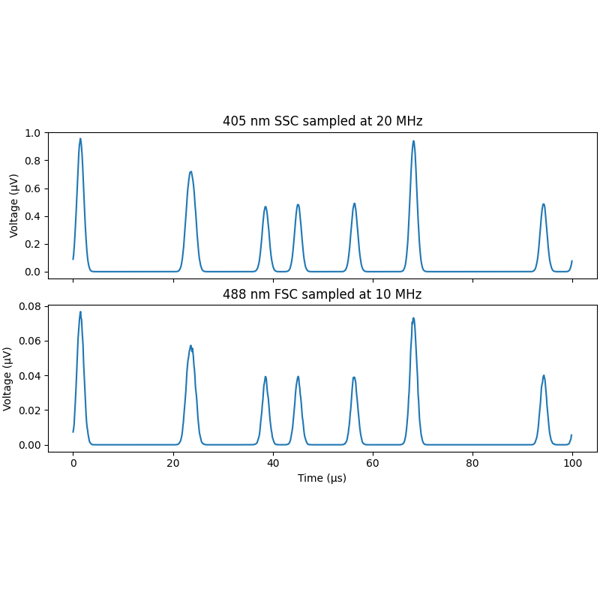 405 nm SSC sampled at 20 MHz
1.0
0.8
0.6
0.4
0.2
0.0
Voltage (μV)
488 nm FSC sampled at 10 MHz
0.08
0.06
0.04
0.02
0.00
Voltage (μV)
0 20 40 60 80 100
Time (μs)